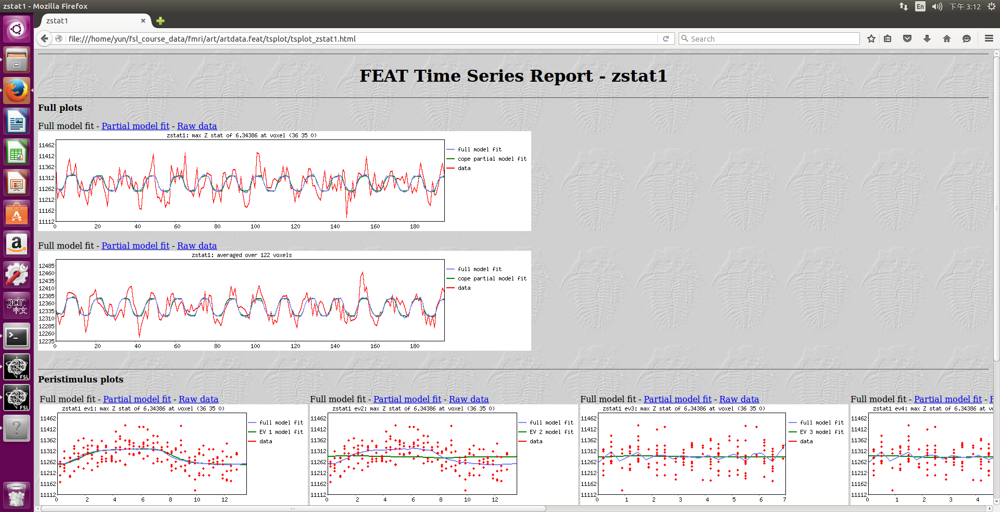 zstat1 - Mozilla Firefox
En
下午 3:12
zstat1
file:///home/yun/fsl_course_data/fmri/art/artdata.feat/tsplot/tsplot_zstat1.html
Search
FEAT Time Series Report - zstat1
Full plots
Full model fit - Partial model fit - Raw data
zstat1: max Z stat of 6.34386 at voxel (36 35 0)
11462
11412
11362
11312
11262
11212
11162
11112
0 20 40 60 80 100 120 140 160 180
full model fit
cope partial model fit
data
Full model fit - Partial model fit - Raw data
zstat1: averaged over 122 voxels
12485
12460
12435
12410
12385
12360
12335
12310
12285
12260
12235
0 20 40 60 80 100 120 140 160 180
full model fit
cope partial model fit
data
Peristimulus plots
Full model fit - Partial model fit - Raw data
zstat1 ev1: max Z stat of 6.34386 at voxel (36 35 0)
11462
11412
11362
11312
11262
11212
11162
11112
0 2 4 6 8 10 12
full model fit
EV 1 model fit
data
Full model fit - Partial model fit - Raw data
zstat1 ev2: max Z stat of 6.34386 at voxel (36 35 0)
11462
11412
11362
11312
11262
11212
11162
11112
0 2 4 6 8 10 12
full model fit
EV 2 model fit
data
Full model fit - Partial model fit - Raw data
zstat1 ev3: max Z stat of 6.34386 at voxel (36 35 0)
11462
11412
11362
11312
11262
11212
11162
11112
0 1 2 3 4 5 6 7
full model fit
EV 3 model fit
data
Full model fit - Partial model fit -
zstat1 ev4: max Z stat of 6.34386 at
11462
11412
11362
11312
11262
11212
11162
11112
0 1 2 3 4
a
gcin
中文
>_
FSL
FSL
?